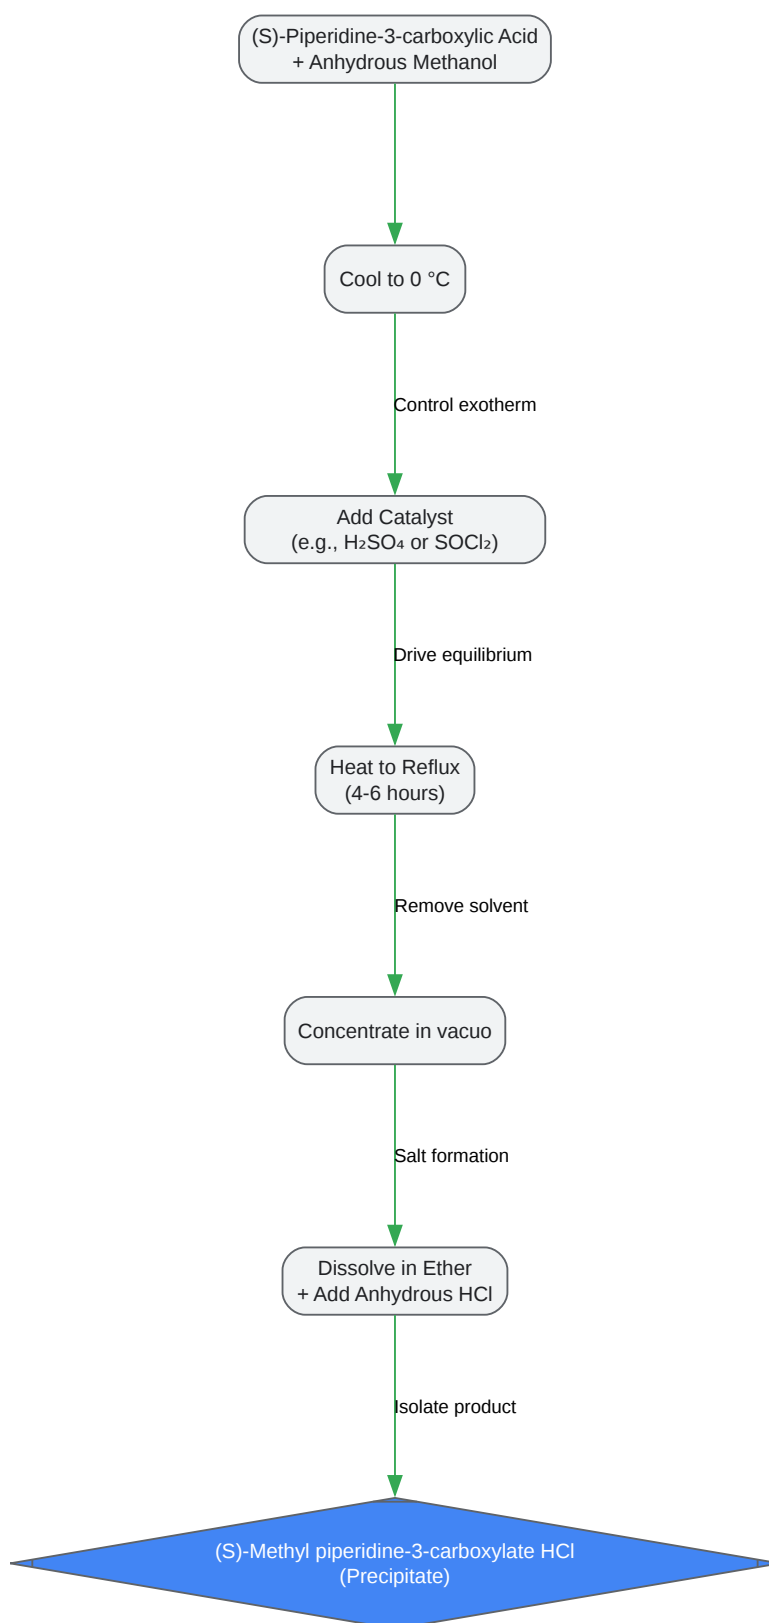 (S)-Piperidine-3-carboxylic Acid
+ Anhydrous Methanol
Cool to 0 °C
Control exotherm
Add Catalyst
(e.g., H₂SO₄ or SOCl₂)
Drive equilibrium
Heat to Reflux
(4-6 hours)
Remove solvent
Concentrate in vacuo
Salt formation
Dissolve in Ether
+ Add Anhydrous HCl
Isolate product
(S)-Methyl piperidine-3-carboxylate HCl
(Precipitate)